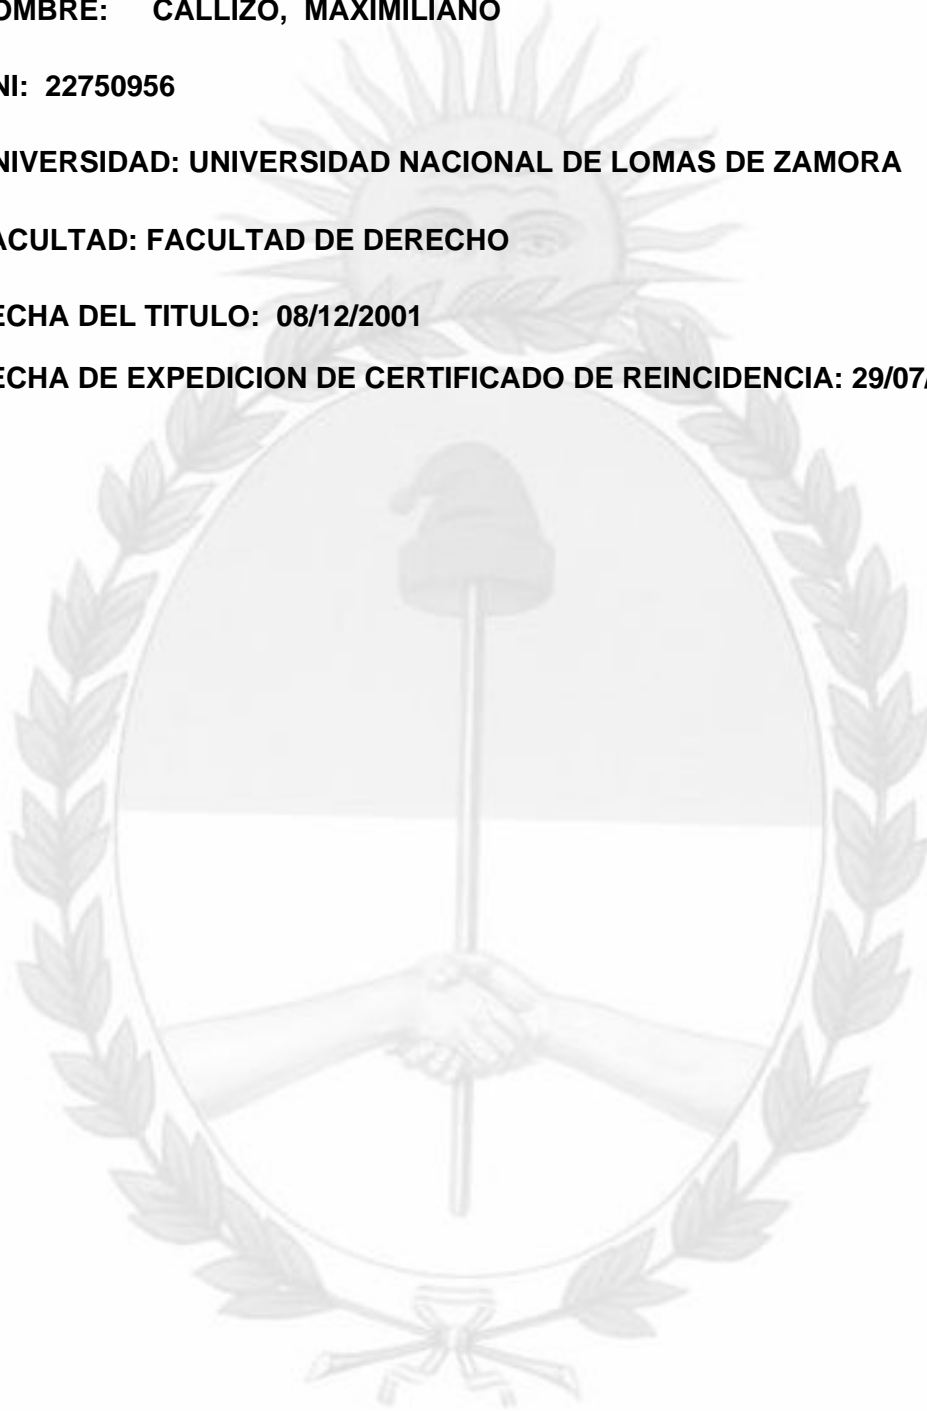 OMBRE: CALLIZO, MAXIMILIANO
NI: 22750956
NIVERSIDAD: UNIVERSIDAD NACIONAL DE LOMAS DE ZAMORA
ACULTAD: FACULTAD DE DERECHO
ECHA DEL TITULO: 08/12/2001
ECHA DE EXPEDICION DE CERTIFICADO DE REINCIDENCIA: 29/07/